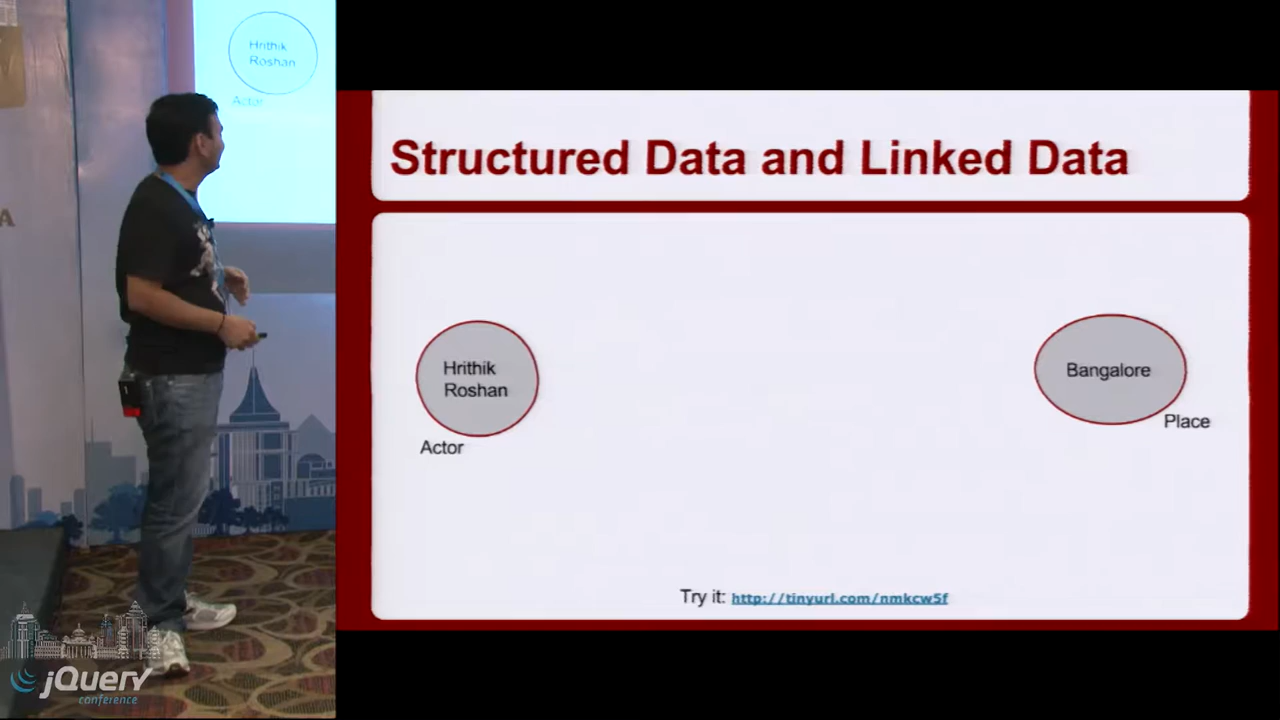 Hrithik
Roshan
Actor
A
Structured Data and Linked Data
Hrithik
Roshan
Actor
Bangalore
Place
Try it: http://tinyurl.com/nmkcw5f
jQuery
conference